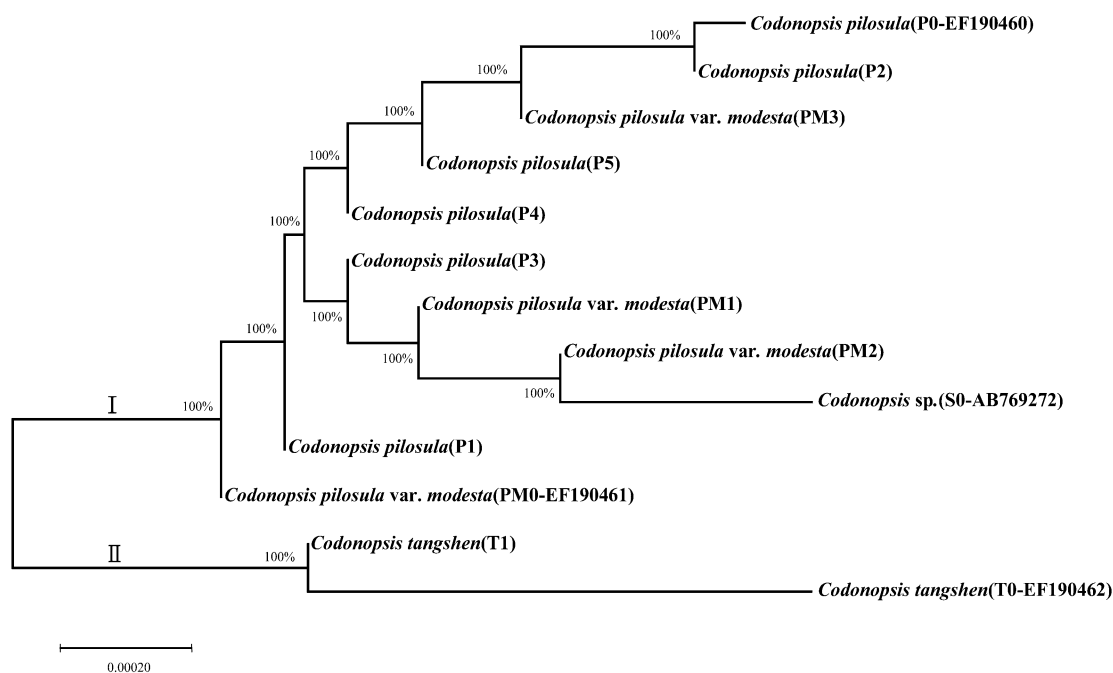 Codonopsis pilosula(P0-EF190460)
100%
Codonopsis pilosula(P2)
100%
Codonopsis pilosula var. modesta(PM3)
100%
Codonopsis pilosula(P5)
100%
Codonopsis pilosula(P4)
100%
Codonopsis pilosula(P3)
100%
Codonopsis pilosula var. modesta(PM1)
100%
100%
Codonopsis pilosula var. modesta(PM2)
100%
Codonopsis sp.(S0-AB769272)
I
100%
Codonopsis pilosula(P1)
Codonopsis pilosula var. modesta(PM0-EF190461)
Codonopsis tangshen(T1)
II
100%
Codonopsis tangshen(T0-EF190462)
0.00020